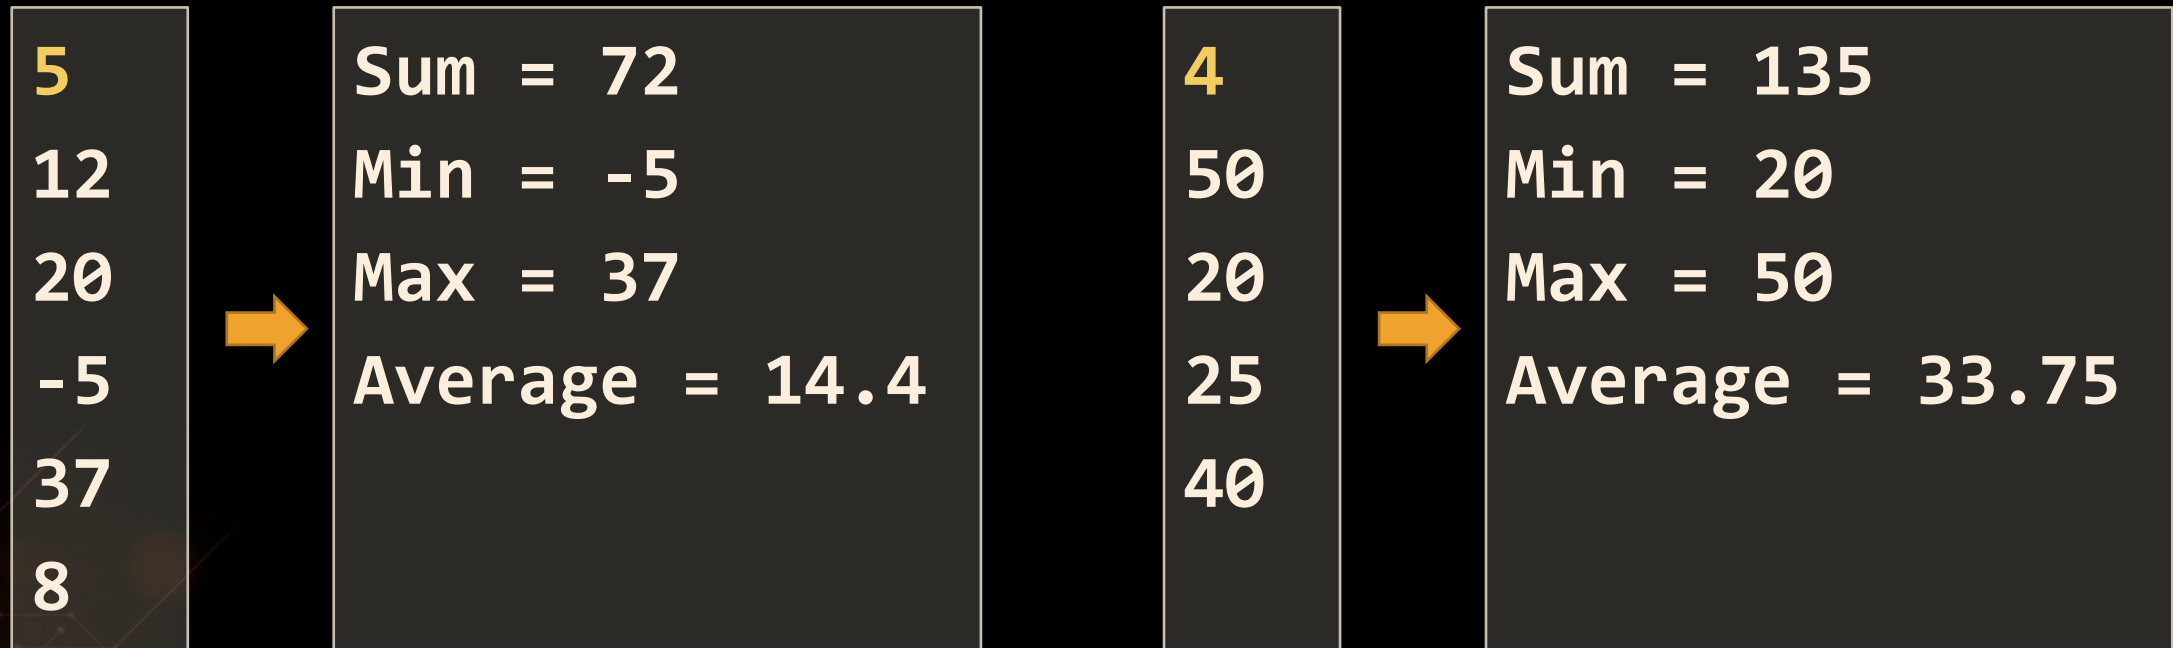 5
12
20
-5
37
8
Sum = 72
Min = -5
Max = 37
Average = 14.4
4
50
20
25
40
Sum = 135
Min = 20
Max = 50
Average = 33.75